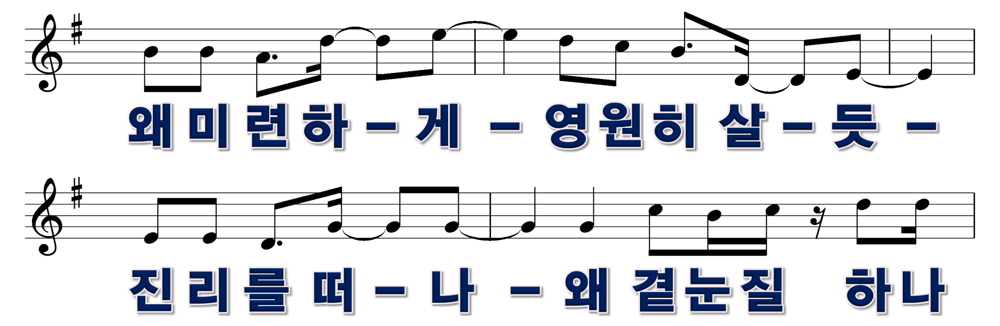 왜 미 련 하 - 게 - 영 원 히 살 - 듯 -
진 리 를 떠 - 나 - 왜 곁 눈 질 하 나